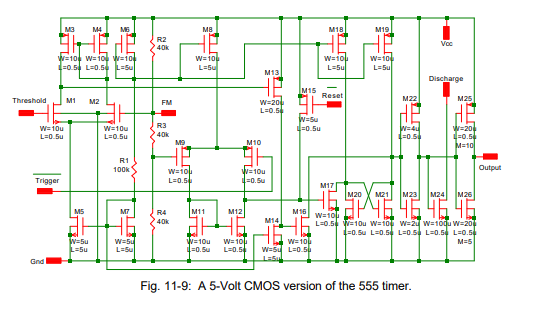 M3
M4
M6
R2
40k
M8
M18
M19
Vcc
W=10u
L=0.5u
W=10u
L=0.5u
W=10u
L=5u
W=10u
L=5u
W=10u
L=5u
W=10u
L=5u
M13
W=20u
L=0.5u
Discharge
M15
Reset
W=5u
L=0.5u
Threshold
M1
M2
FM
W=10u
L=0.5u
W=10u
L=0.5u
M22
W=4u
L=0.5u
M25
W=20u
L=0.5u
M=10
R3
40k
M9
M10
W=10u
L=0.5u
W=10u
L=0.5u
R1
100k
Output
Trigger
M17
W=10u
L=0.5u
M20
W=10u
L=0.5u
M21
W=10u
L=0.5u
M23
W=2u
L=0.5u
M24
W=100u
L=0.5u
M26
W=20u
L=0.5u
M=5
M5
W=5u
L=5u
M7
W=5u
L=5u
R4
40k
M11
W=10u
L=0.5u
M12
W=10u
L=0.5u
M14
W=5u
L=5u
M16
W=10u
L=0.5u
Gnd
Fig. 11-9: A 5-Volt CMOS version of the 555 timer.